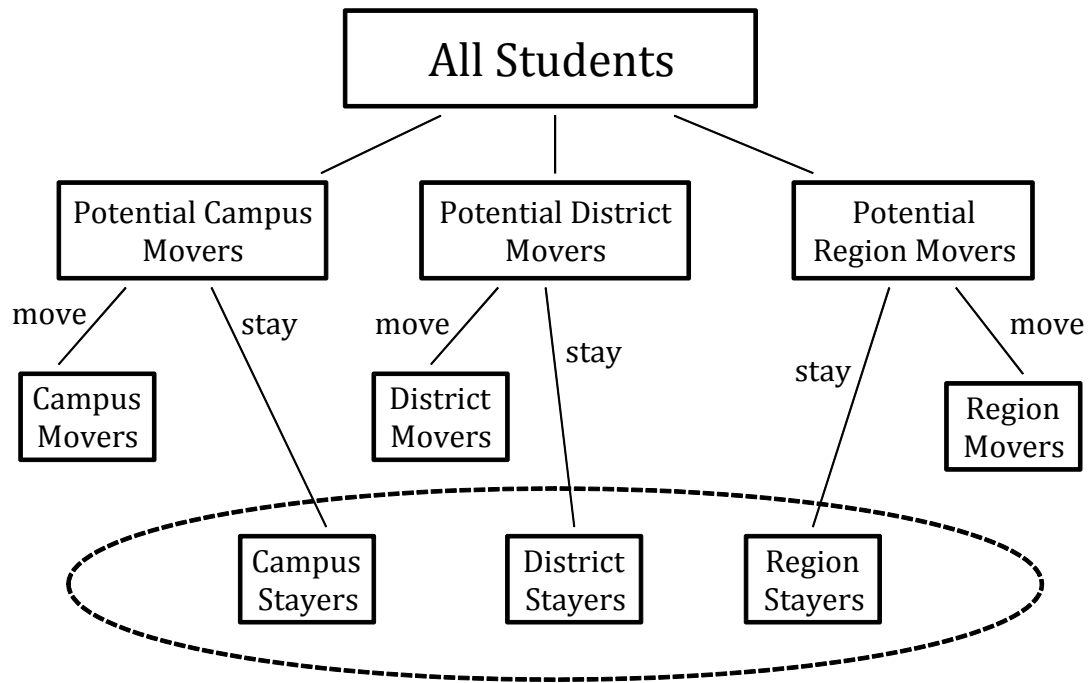 All Students
Potential Campus
Movers
Potential District
Movers
Potential
Region Movers
move
stay
move
stay
stay
move
Campus
Movers
District
Movers
Region
Movers
Campus
Stayers
District
Stayers
Region
Stayers